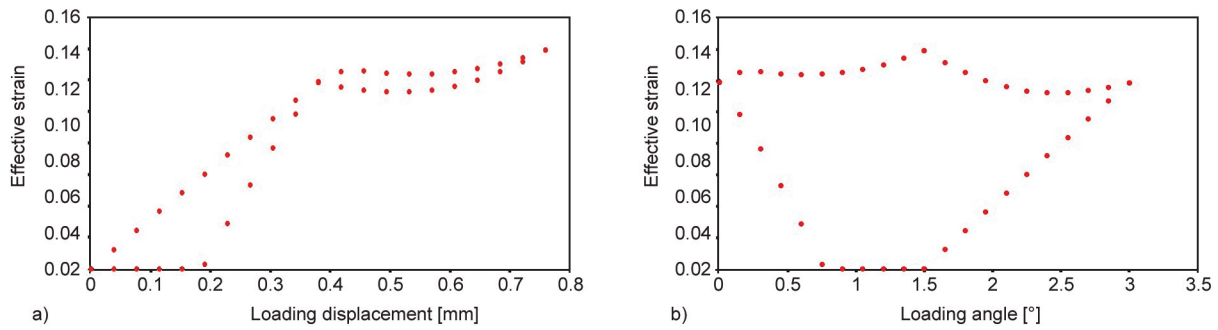 0.16
0.14
0.12
0.10
0.08
0.06
0.04
0.02
Effective strain
0 0.1 0.2 0.3 0.4 0.5 0.6 0.7 0.8
a) Loading displacement [mm]
0.16
0.14
0.12
0.10
0.08
0.06
0.04
0.02
Effective strain
0 0.5 1 1.5 2 2.5 3.0 3.5
b) Loading angle [°]